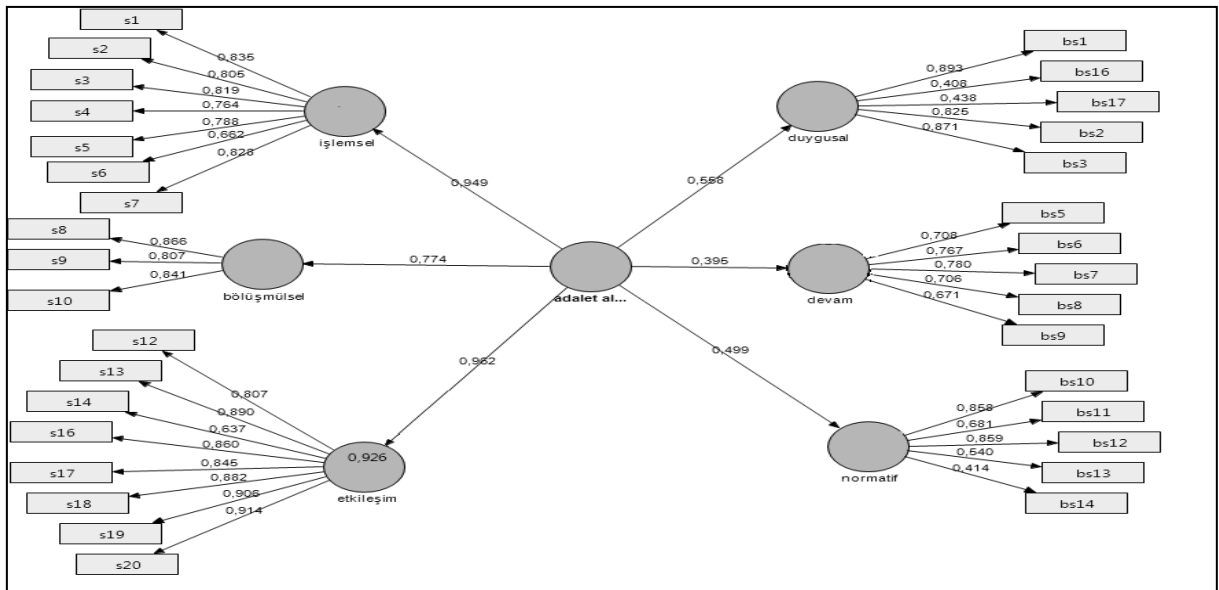 s1
s2
s3
s4
s5
s6
s7
0,835
0,805
0,819
0,764
0,788
0,662
0,828
işlemsel
0,949
s8
s9
s10
0,866
0,807
0,841
bölüşmülsel
0,774
s12
s13
s14
s16
s17
s18
s19
s20
0,807
0,890
0,637
0,860
0,845
0,882
0,905
0,914
0,926
etkileşim
0,962
adalet al...
0,558
duygusal
0,893
0,408
0,438
0,825
0,871
bs1
bs16
bs17
bs2
bs3
0,395
devam
0,708
0,767
0,780
0,706
0,671
bs5
bs6
bs7
bs8
bs9
0,499
normatif
0,858
0,681
0,859
0,540
0,414
bs10
bs11
bs12
bs13
bs14